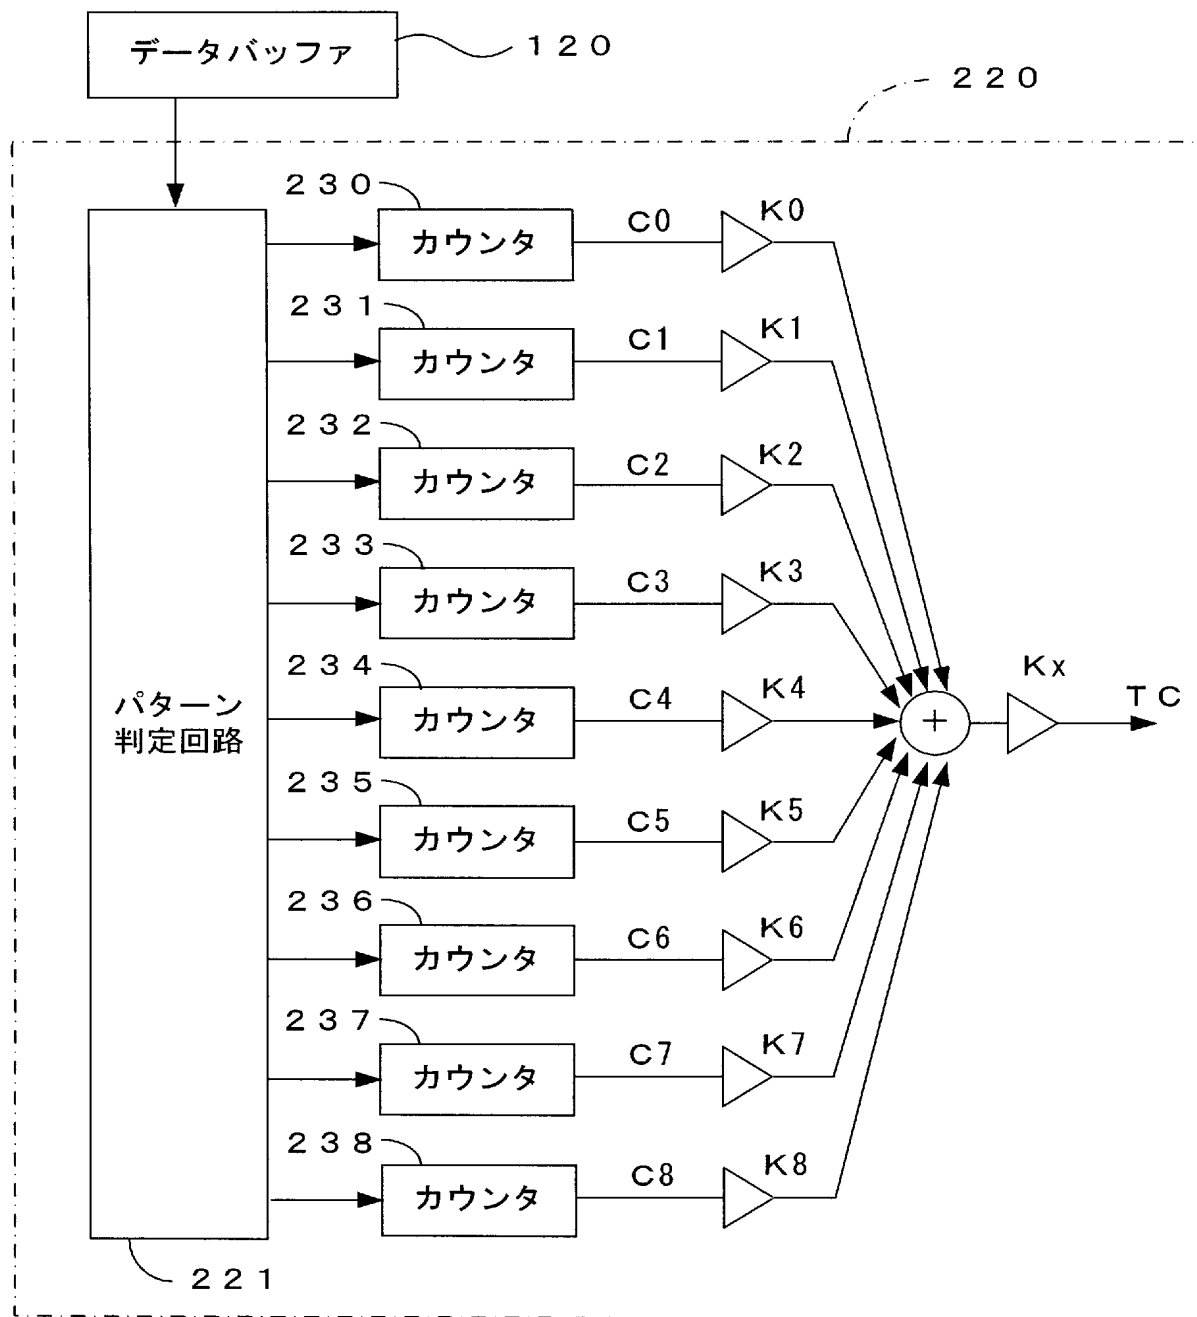 データバッファ
１２０
２２０
２３０
カウンタ
C0
K0
２３１
カウンタ
C1
K1
２３２
カウンタ
C2
K2
２３３
カウンタ
C3
K3
２３４
カウンタ
C4
K4
Kx
TC
+
パターン
判定回路
２３５
カウンタ
C5
K5
２３６
カウンタ
C6
K6
２３７
カウンタ
C7
K7
２３８
カウンタ
C8
K8
２２１